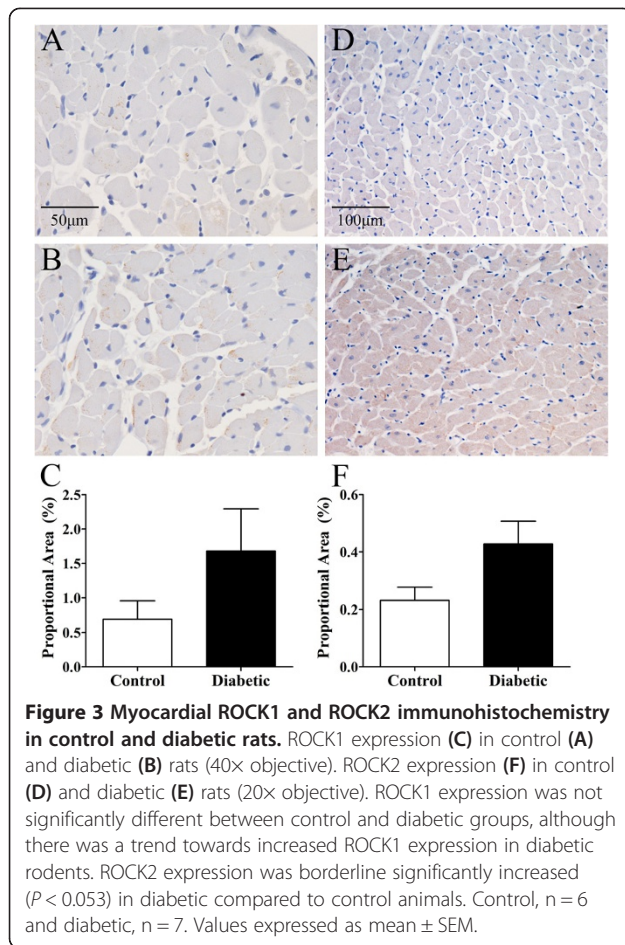 A
D
50μm
100μm
B
E
C
F
Proportional Area (%)
2.5
2.0
1.5
1.0
0.5
0.0
Control
Diabetic
Proportional Area (%)
0.6
0.4
0.2
0.0
Control
Diabetic
Figure 3 Myocardial ROCK1 and ROCK2 immunohistochemistry
in control and diabetic rats. ROCK1 expression (C) in control (A)
and diabetic (B) rats (40× objective). ROCK2 expression (F) in control
(D) and diabetic (E) rats (20× objective). ROCK1 expression was not
significantly different between control and diabetic groups, although
there was a trend towards increased ROCK1 expression in diabetic
rodents. ROCK2 expression was borderline significantly increased
(P < 0.053) in diabetic compared to control animals. Control, n = 6
and diabetic, n = 7. Values expressed as mean ± SEM.